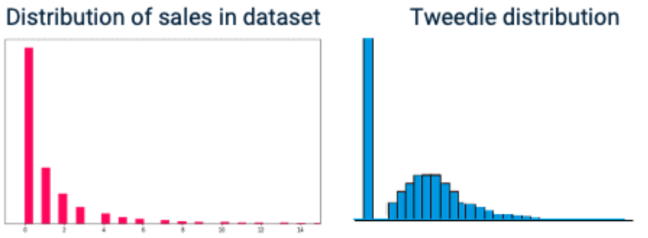 Distribution of sales in dataset
Tweedie distribution
0 2 4 6 8 10 12 14